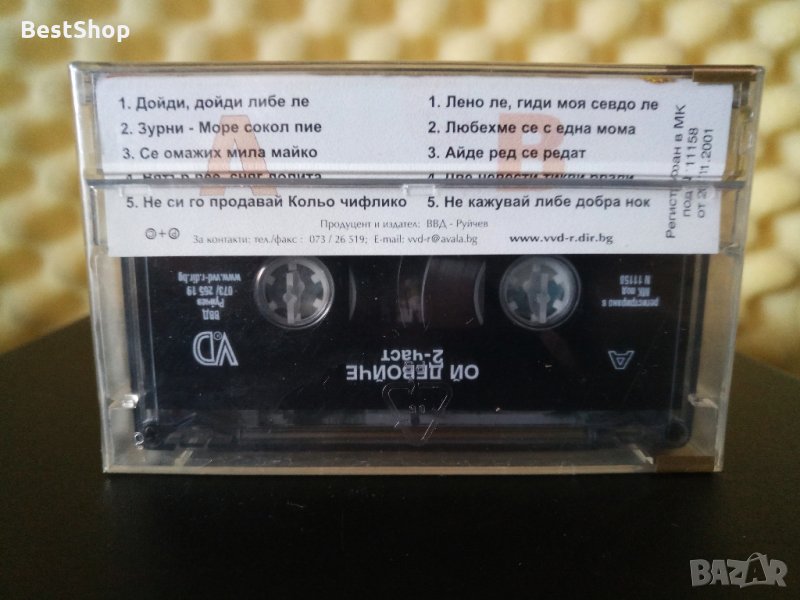 BestShop
A
1. Дойди, дойди либе ле
2. Зурни - Море сокол пие
3. Се омажих мила майко
5. Не си го продавай Кольо чифлико
B
1. Лено ле, гиди моя севдо ле
2. Любехме се с една мома
3. Айде ред се редат
5. Не кажувай либе добра нок
Продуцент и издател: ВВД - Руйчев
За контакти: тел./факс : 073 / 26 519; E-mail: vvd-r@avala.bg
www.vvd-r.dir.bg
Регистриран в МК
под 11158
от 2001
VD®
ВВД
Руйчев
073/ 265 19
www.vvd-r.dir.bg
ОЙ ДЕВОЙЧЕ
2-част
A
регистрирано в
МК под
N 11158
BAZAR